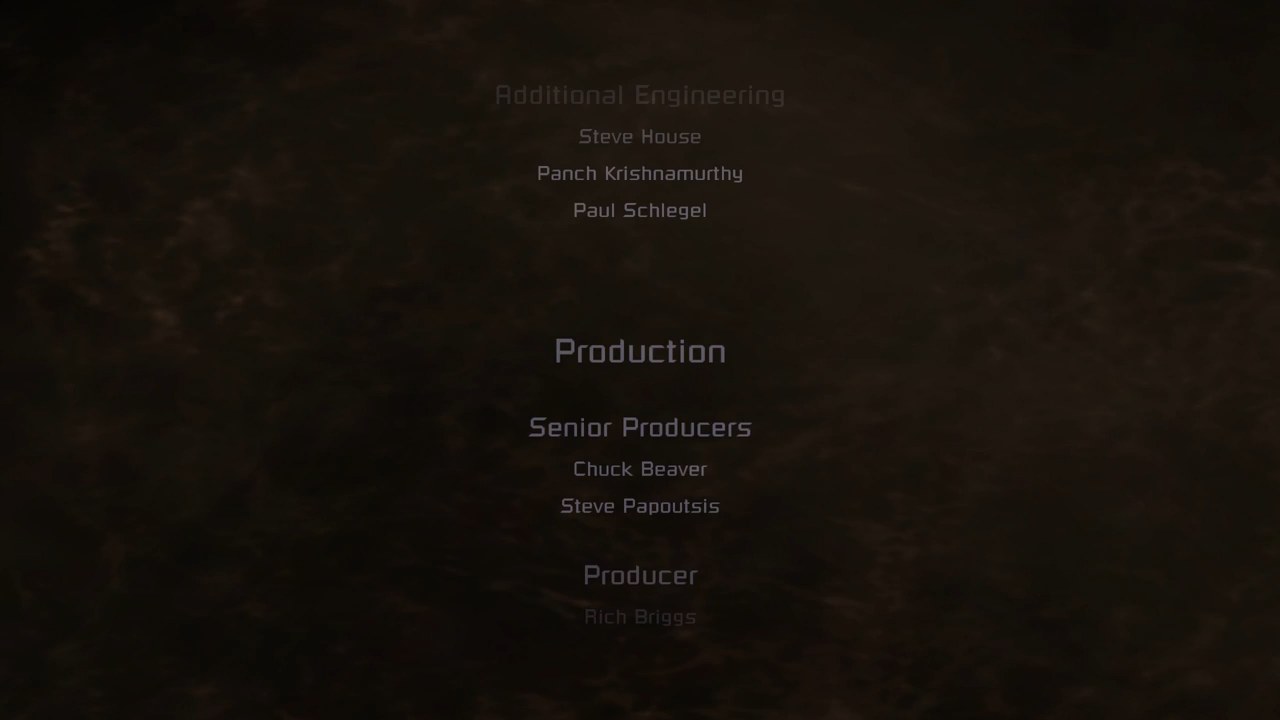 Additional Engineering
Steve House
Panch Krishnamurthy
Paul Schlegel
Production
Senior Producers
Chuck Beaver
Steve Papoutsis
Producer
Rich Briggs